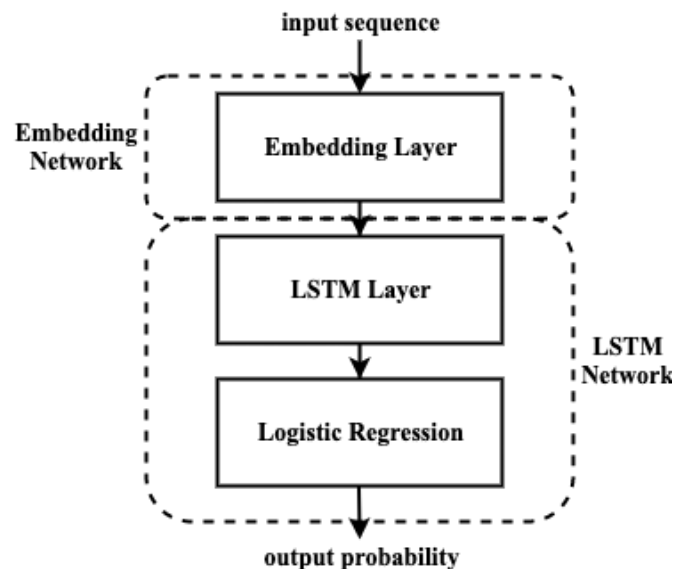 input sequence
Embedding
Network
Embedding Layer
LSTM Layer
LSTM
Network
Logistic Regression
output probability